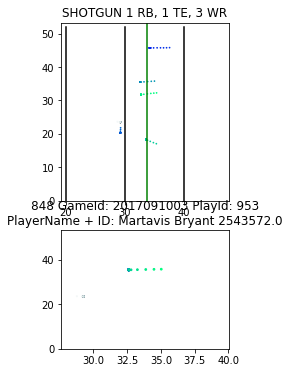 SHOTGUN 1 RB, 1 TE, 3 WR
50
40
30
20
10
0
20 30 40
848 GameId: 2017091003 PlayId: 953
PlayerName + ID: Martavis Bryant 2543572.0
40
20
0
30.0 32.5 35.0 37.5 40.0